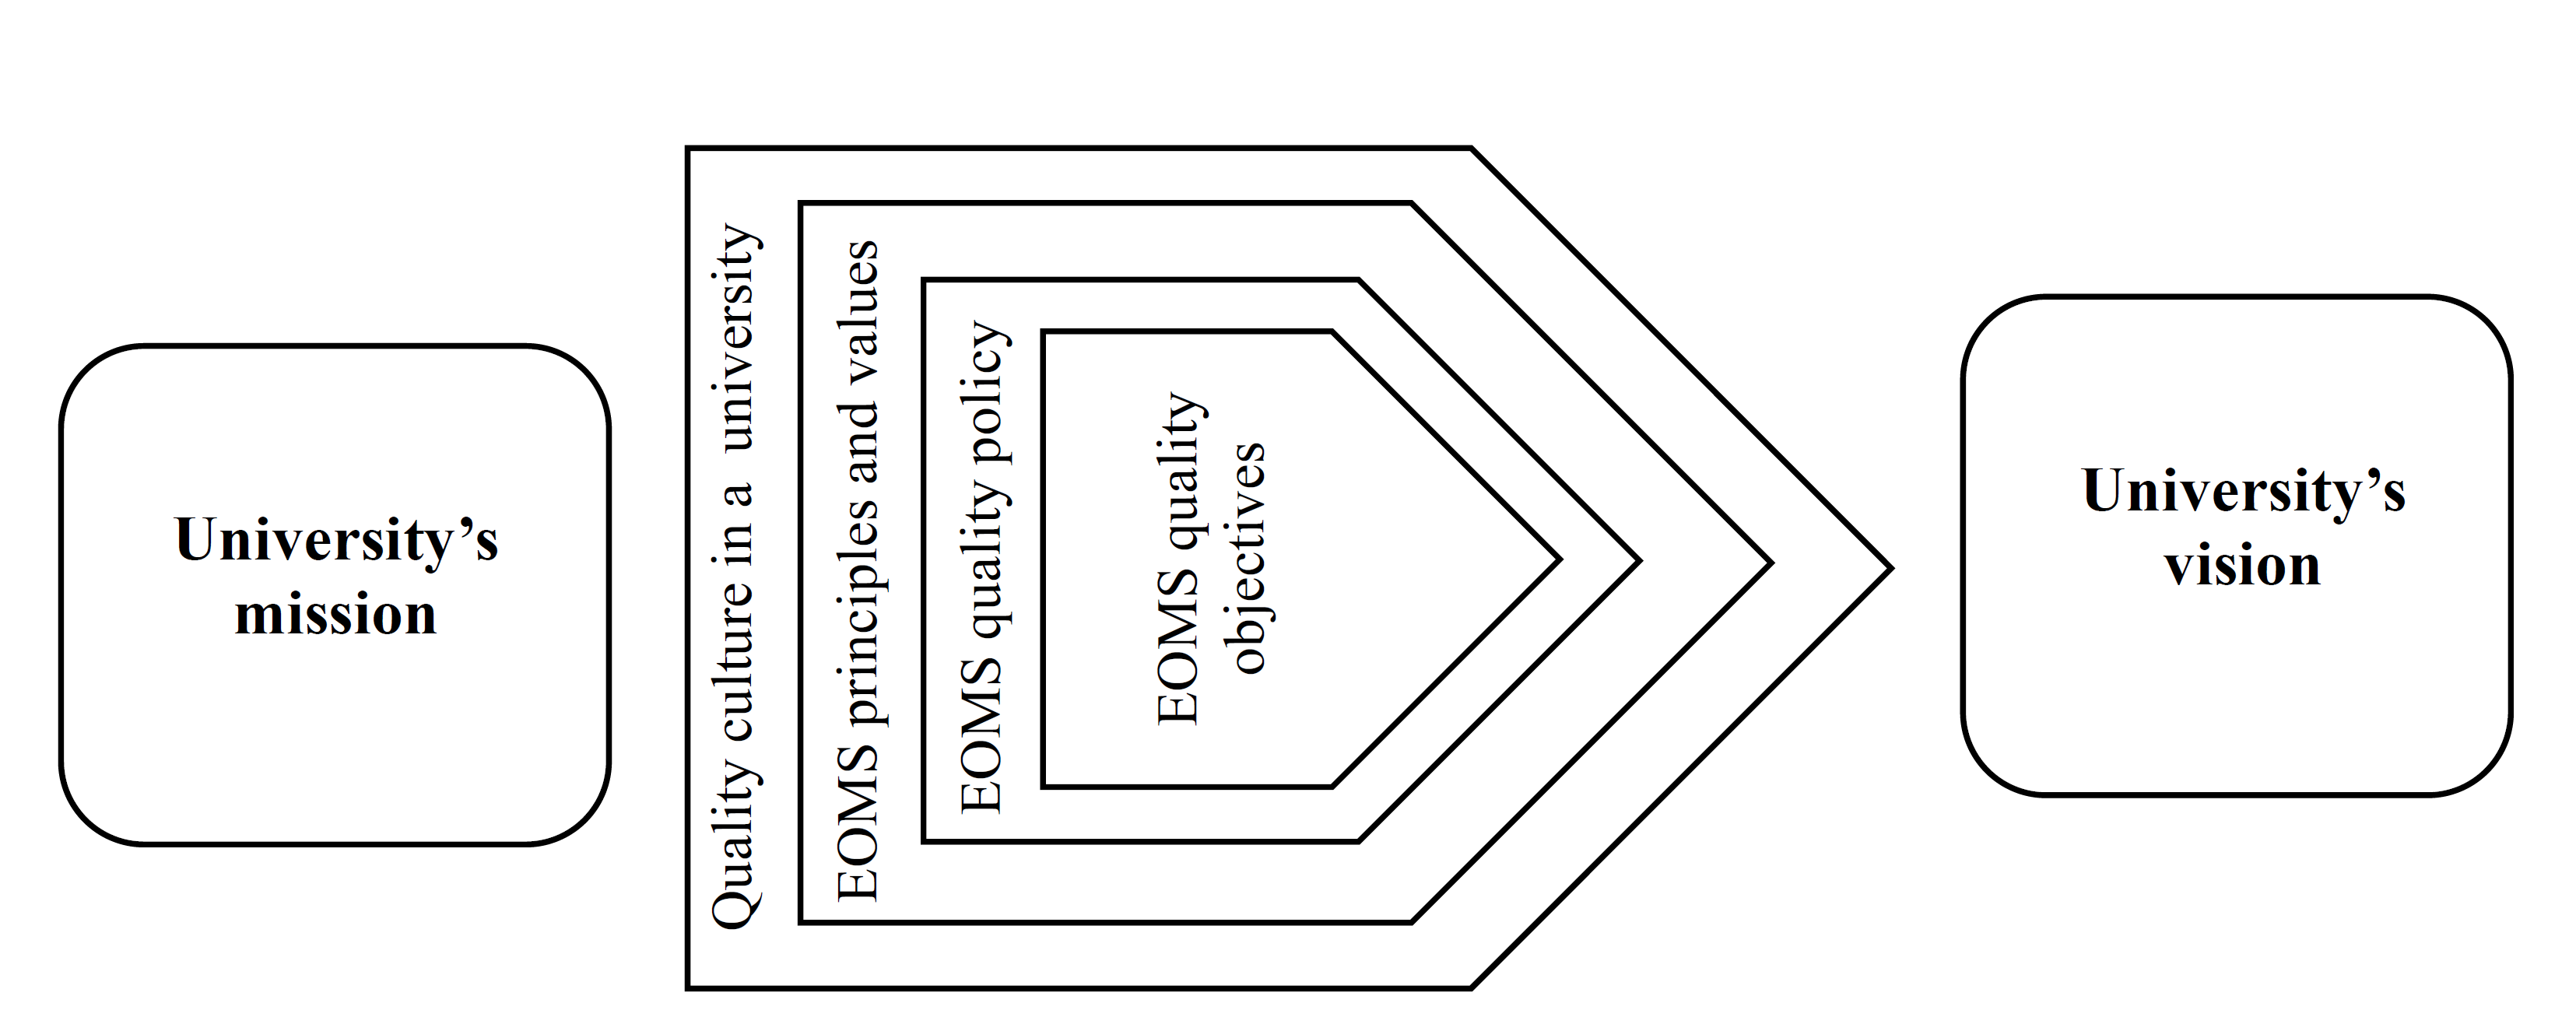 University’s
mission
Quality culture in a university
EOMS principles and values
EOMS quality policy
EOMS quality
objectives
University’s
vision